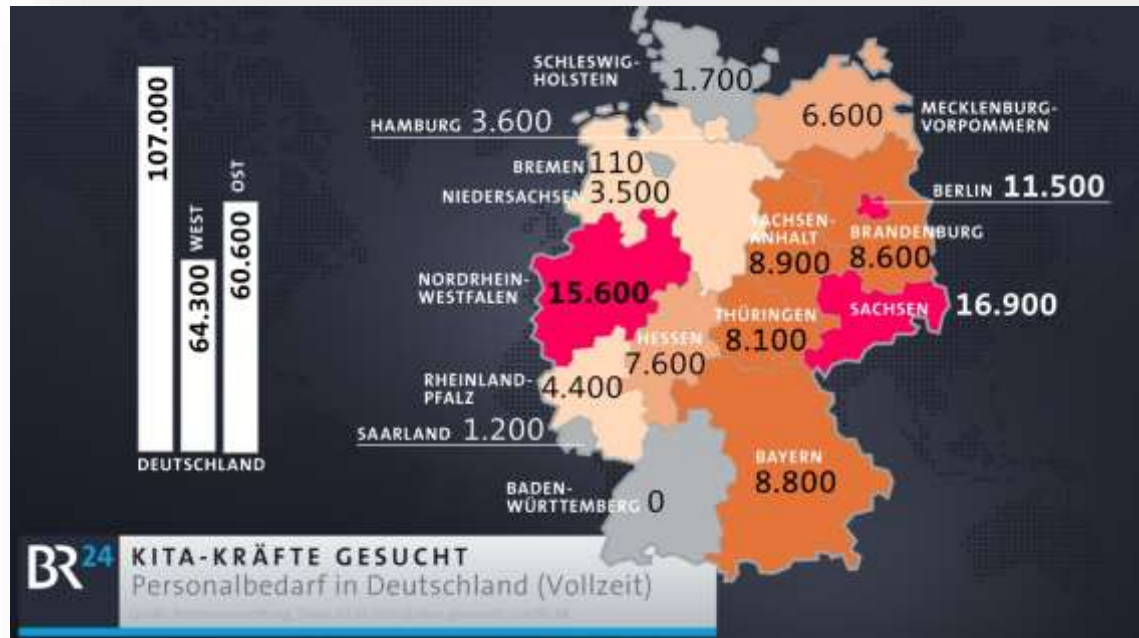 107.000
64.300
WEST
60.600
OST
DEUTSCHLAND
SCHLESWIG-
HOLSTEIN
1.700
HAMBURG 3.600
6.600
MECKLENBURG-
VORPOMMERN
BREMEN 110
NIEDERSACHSEN 3.500
BERLIN 11.500
SACHSEN-
ANHALT
8.900
BRANDENBURG
8.600
NORDRHEIN-
WESTFALEN
15.600
SACHSEN 16.900
THÜRINGEN
8.100
HESSEN
7.600
RHEINLAND-
PFALZ
4.400
SAARLAND 1.200
BAYERN
8.800
BADEN-
WÜRTTEMBERG 0
BR24
KITA-KRÄFTE GESUCHT
Personalbedarf in Deutschland (Vollzeit)